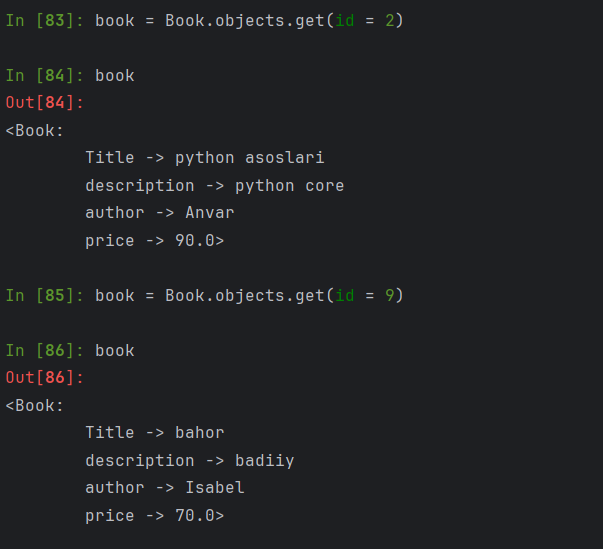 In [83]: book = Book.objects.get(id = 2)
In [84]: book
Out[84]:
<Book:
        Title -> python asoslari
        description -> python core
        author -> Anvar
        price -> 90.0>
In [85]: book = Book.objects.get(id = 9)
In [86]: book
Out[86]:
<Book:
        Title -> bahor
        description -> badiiy
        author -> Isabel
        price -> 70.0>